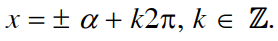 x = ± α + k2π, k ∈ ℤ.